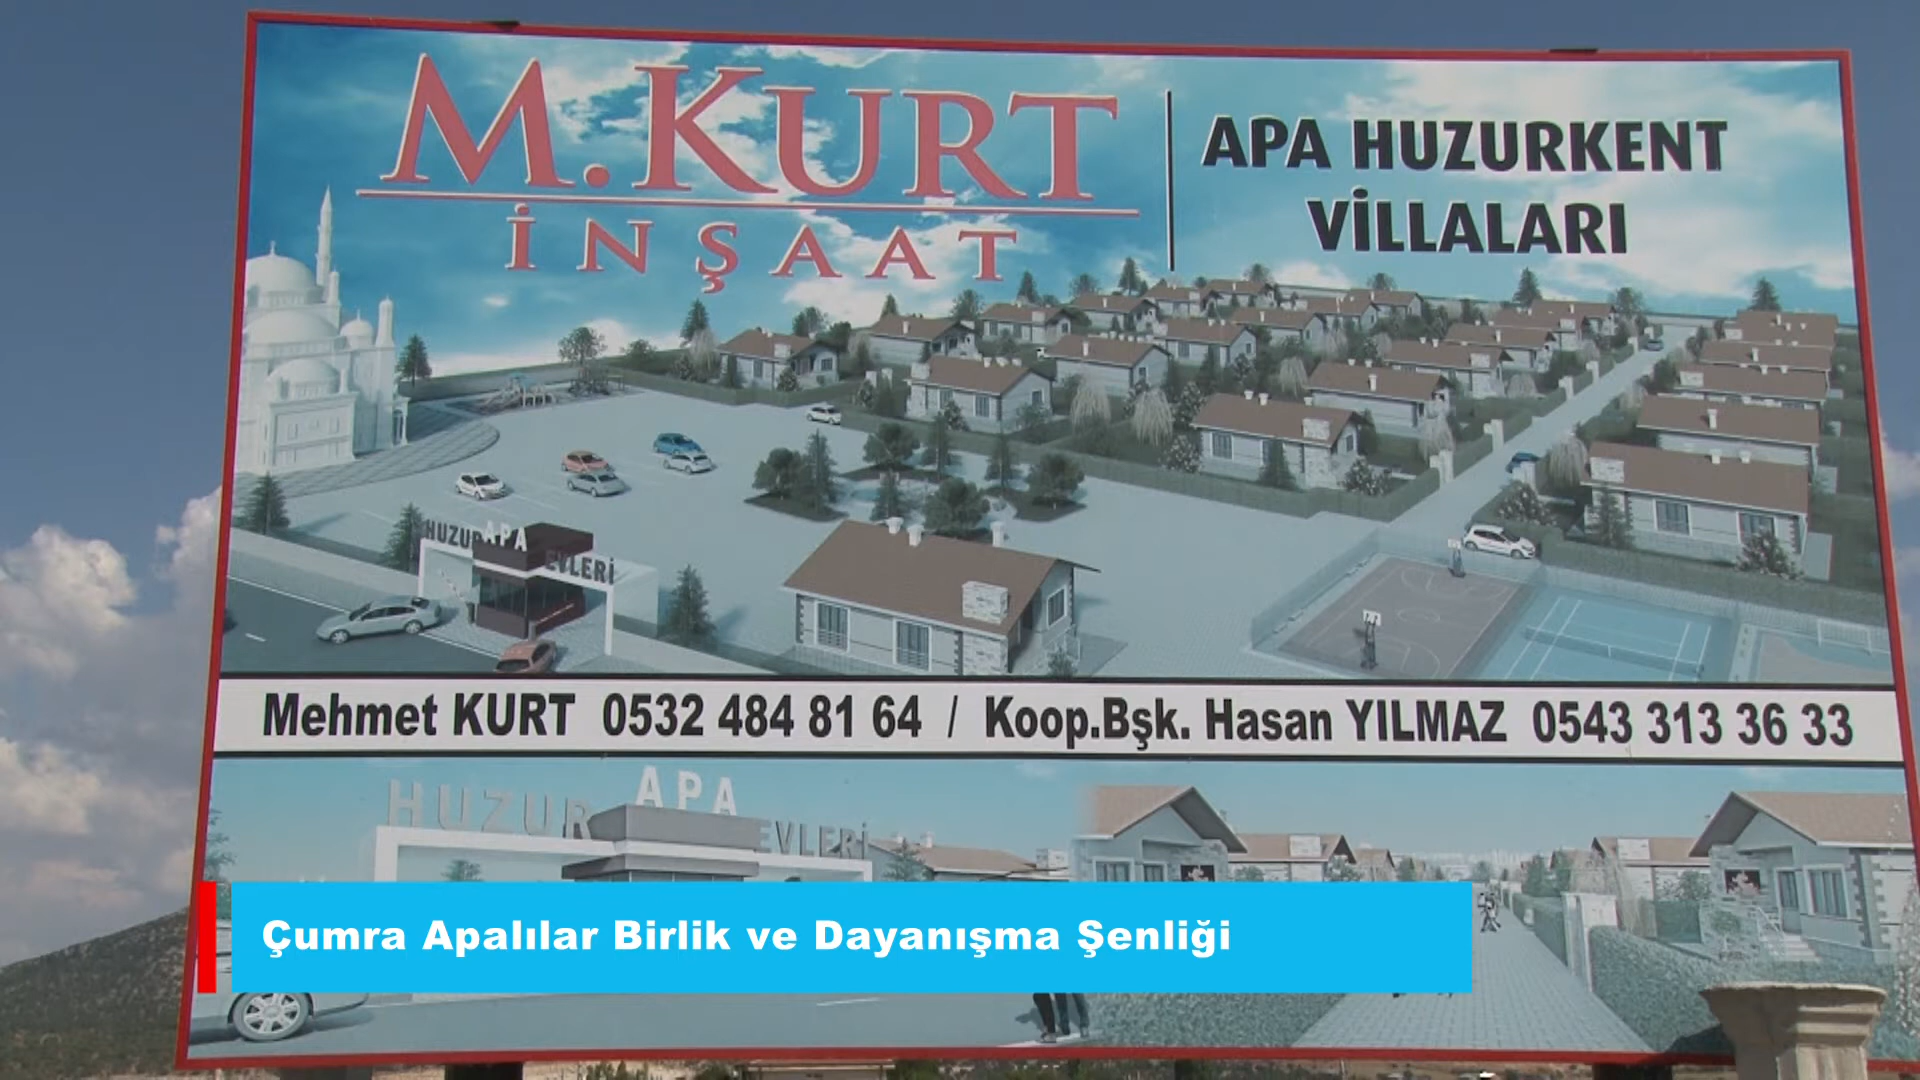 M.KURT
İNŞAAT
APA HUZURKENT
VİLLALARI
HUZUR APA EVLERİ
Mehmet KURT 0532 484 81 64 / Koop.Bşk. Hasan YILMAZ 0543 313 36 33
HUZUR APA EVLERİ
Çumra Apalılar Birlik ve Dayanışma Şenliği